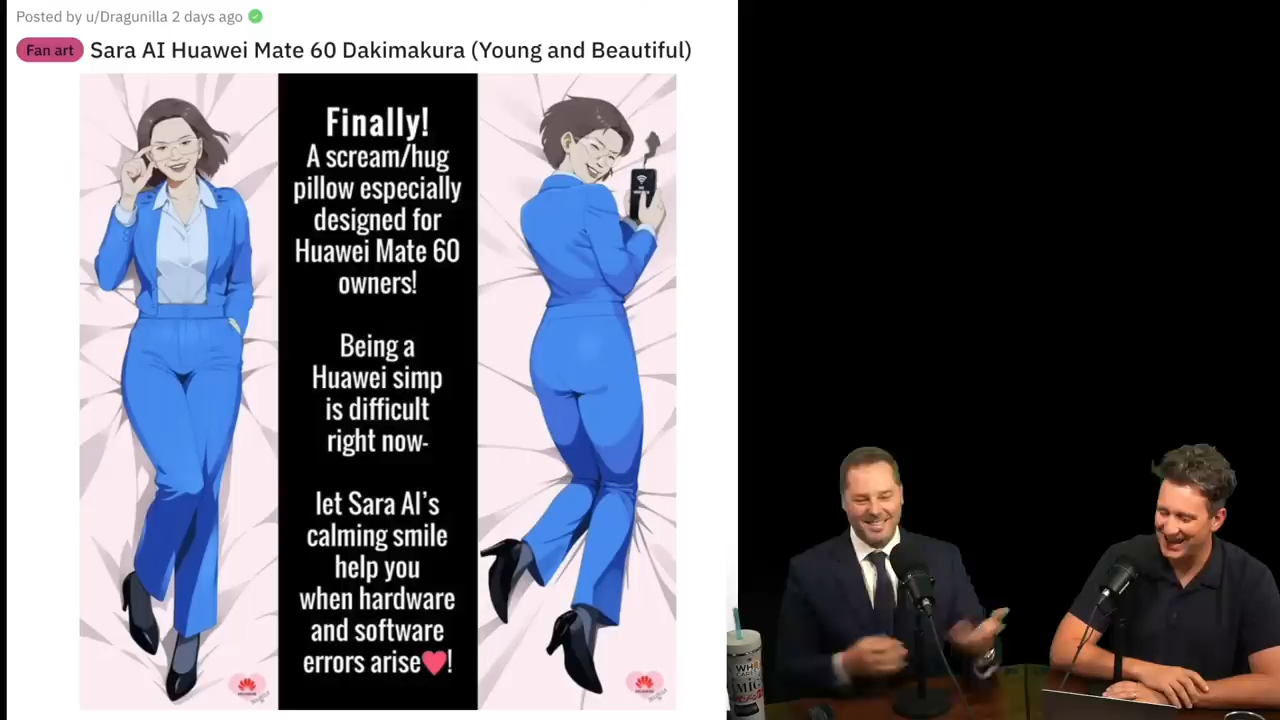 Posted by u/Dragunilla 2 days ago
Fan art Sara AI Huawei Mate 60 Dakimakura (Young and Beautiful)
Finally!
A scream/hug
pillow especially
designed for
Huawei Mate 60
owners!
Being a
Huawei simp
is difficult
right now-
let Sara AI's
calming smile
help you
when hardware
and software
errors arise♥!